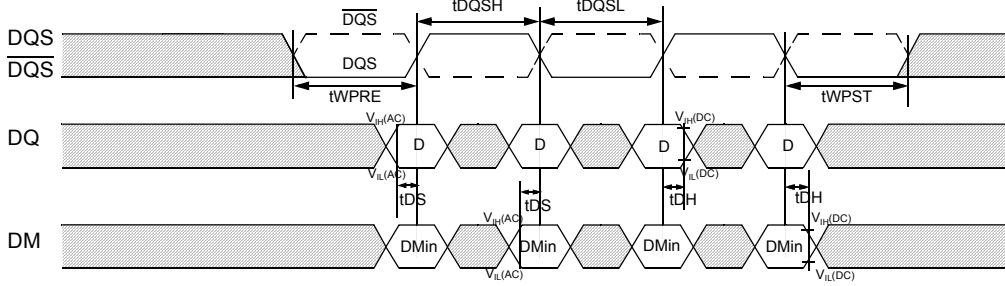 DQS tDQSH tDQSL
DQS
DQS DQS
tWPRE tWPST
VIH(AC) VIH(DC)
DQ D D D D
VIL(AC) VIL(DC)
tDS tDS tDH tDH
VIH(AC) VIH(DC)
DM DMin DMin DMin DMin
VIL(AC) VIL(DC)